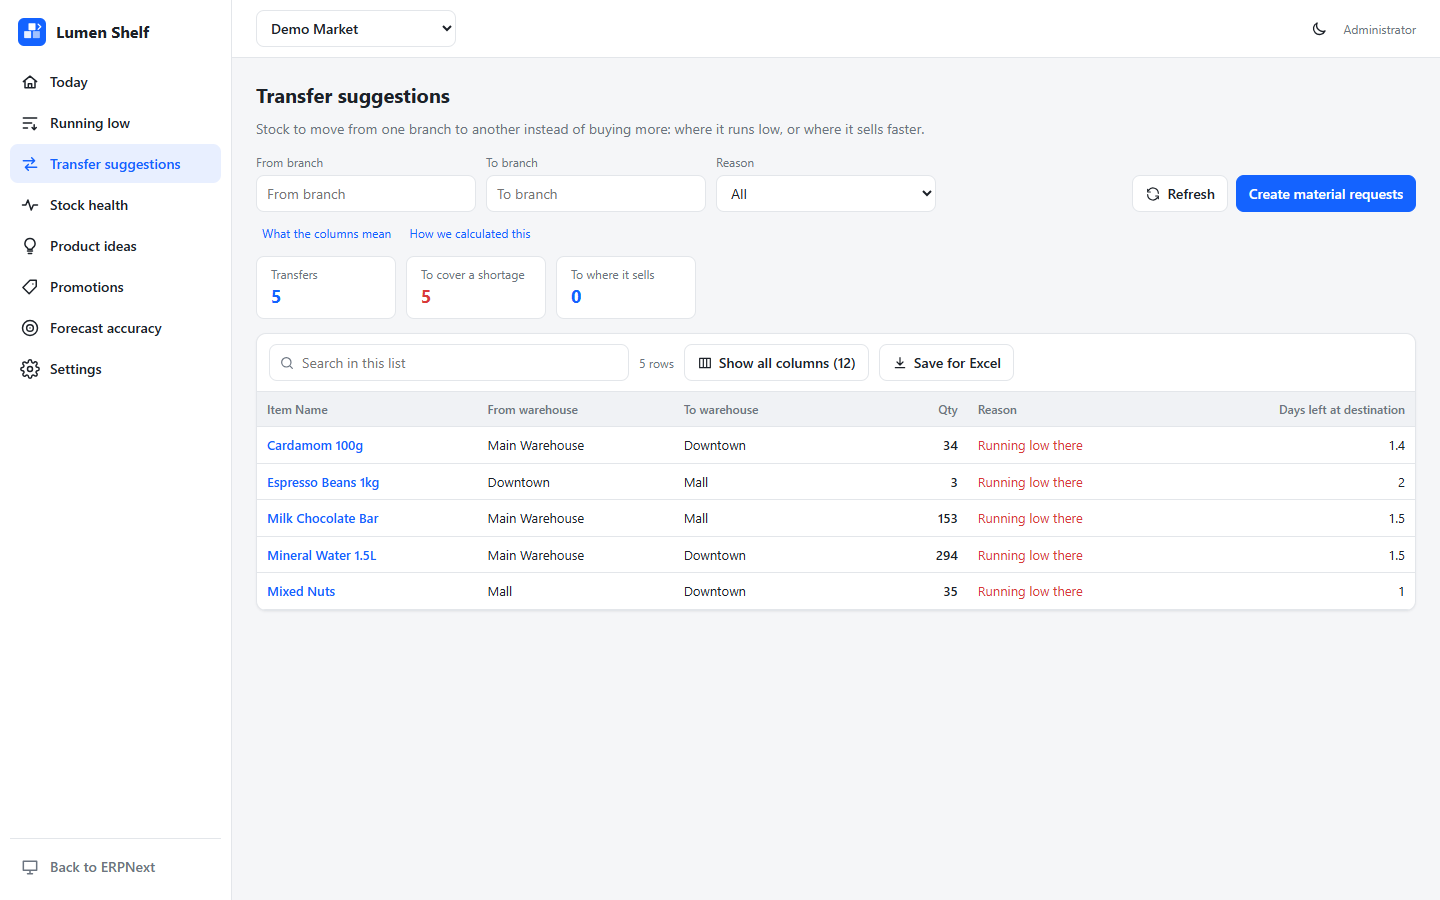 Lumen Shelf
Demo Market
Administrator
Today
Running low
Transfer suggestions
Stock health
Product ideas
Promotions
Forecast accuracy
Settings
Back to ERPNext
Transfer suggestions
Stock to move from one branch to another instead of buying more: where it runs low, or where it sells faster.
From branch To branch Reason
From branch To branch All Refresh Create material requests
What the columns mean How we calculated this
Transfers To cover a shortage To where it sells
5 5 0
Search in this list 5 rows Show all columns (12) Save for Excel
Item Name From warehouse To warehouse Qty Reason Days left at destination
Cardamom 100g Main Warehouse Downtown 34 Running low there 1.4
Espresso Beans 1kg Downtown Mall 3 Running low there 2
Milk Chocolate Bar Main Warehouse Mall 153 Running low there 1.5
Mineral Water 1.5L Main Warehouse Downtown 294 Running low there 1.5
Mixed Nuts Mall Downtown 35 Running low there 1